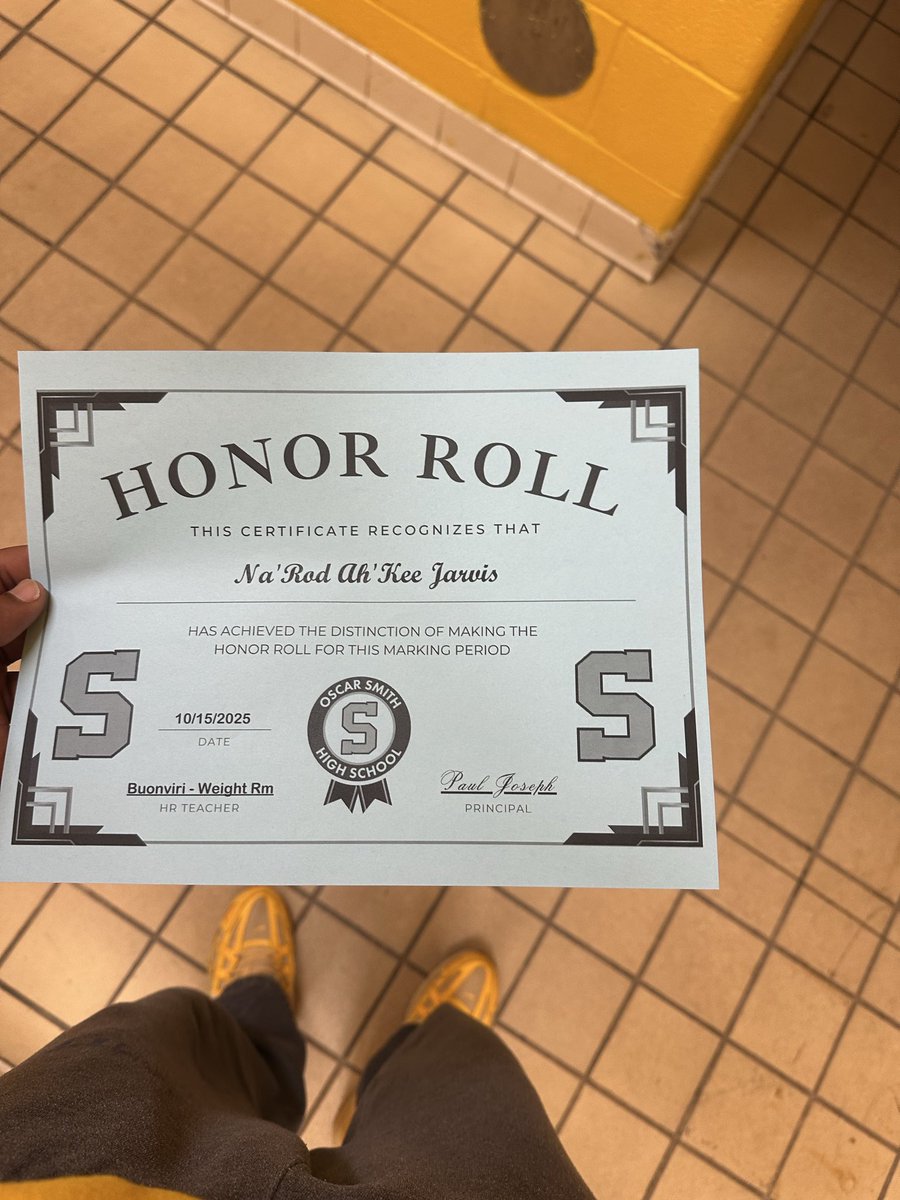 HONOR ROLL
THIS CERTIFICATE RECOGNIZES THAT
Na'Rod Ah'Kee Jarvis
HAS ACHIEVED THE DISTINCTION OF MAKING THE
HONOR ROLL FOR THIS MARKING PERIOD
S
S
10/15/2025
DATE
OSCAR SMITH
S
HIGH SCHOOL
Buonviri - Weight Rm
HR TEACHER
Paul Joseph
PRINCIPAL